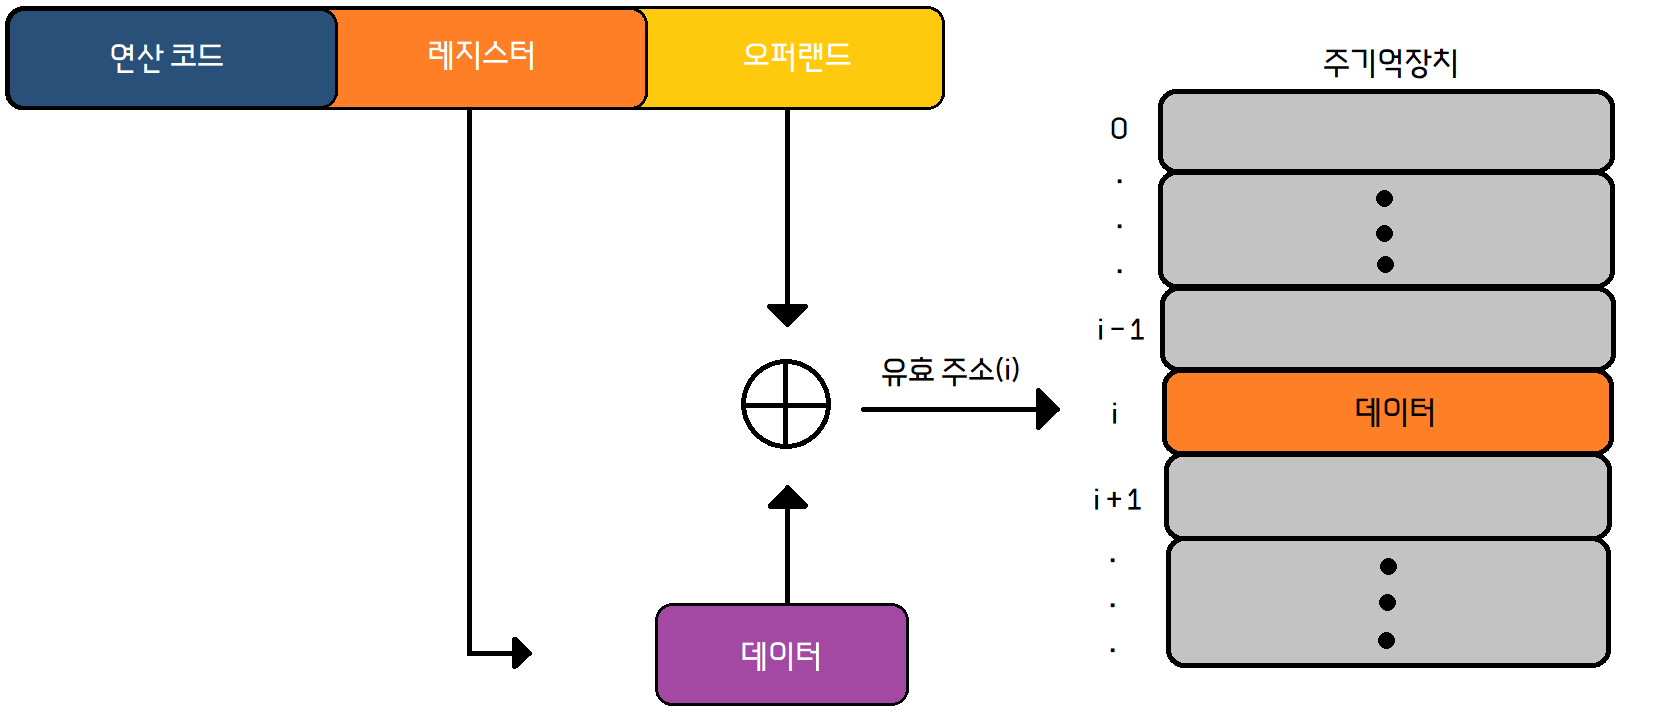 연산 코드
레지스터
오퍼랜드
주기억장치
0
.
.
.
i-1
유효 주소(i)
i
데이터
i+1
.
.
.
데이터